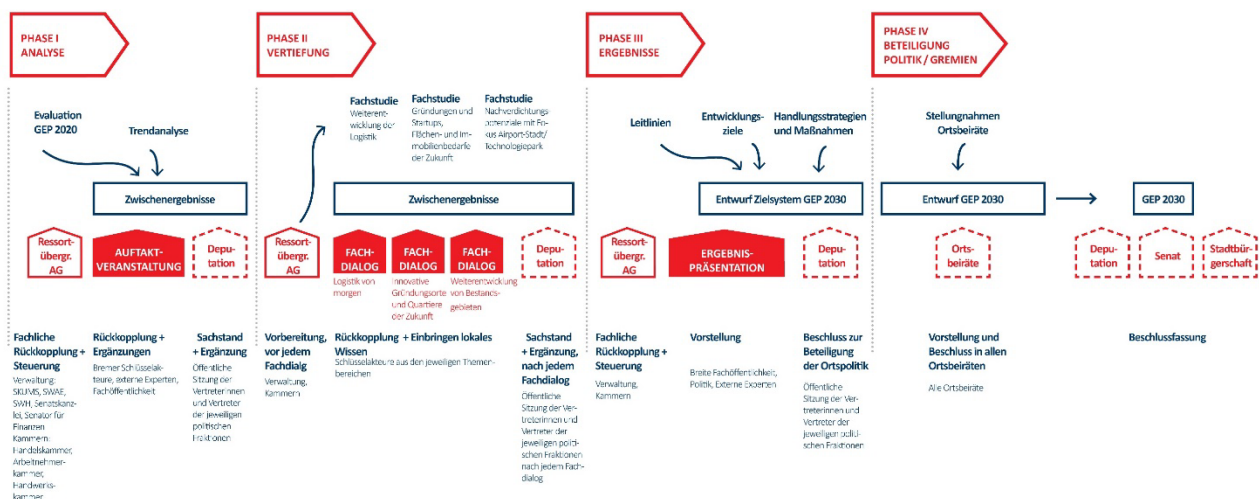 PHASE I
ANALYSE
Evaluation
GEP 2020
Trendanalyse
Zwischenergebnisse
Ressort-
übergr.
AG
AUFTAKT-
VERANSTALTUNG
Depu-
tation
Fachliche
Rückkopplung +
Steuerung
Verwaltung:
SKUMS, SWAE,
SWH, Senatskanz-
lei, Senator für
Finanzen
Kammern:
Handelskammer,
Arbeitnehmer-
kammer,
Handwerks-
kammer
Rückkopplung +
Ergänzungen
Bremer Schlüsselak-
teure, externe Experten,
Fachöffentlichkeit
Sachstand
+ Ergänzung
Öffentliche
Sitzung der
Vertreterinnen
und Vertreter
der jeweiligen
politischen
Fraktionen
PHASE II
VERTIEFUNG
Fachstudie
Weiterent-
wicklung der
Logistik
Fachstudie
Gründungen und
Startups,
Flächen- und Im-
mobilienbedarfe
der Zukunft
Fachstudie
Nachverdichtungs-
potenziale mit Fo-
kus Airport-Stadt/
Technologiepark
Zwischenergebnisse
Ressort-
übergr.
AG
FACH-
DIALOG
Logistik von
morgen
FACH-
DIALOG
Innovative
Gründungsorte
und Quartiere
der Zukunft
FACH-
DIALOG
Weiterentwicklung
von Bestands-
gebieten
Depu-
tation
Vorbereitung,
vor jedem
Fachdialg
Verwaltung,
Kammern
Rückkopplung + Einbringen lokales
Wissen
Schlüsselakteure aus den jeweiligen Themen-
bereichen
Sachstand
+ Ergänzung,
nach jedem
Fachdialog
Öffentliche
Sitzung der Ver-
treterinnen und
Vertreter der
jeweiligen politi-
schen Fraktionen
nach jedem Fach-
dialog
PHASE III
ERGEBNISSE
Leitlinien
Entwicklungs-
ziele
Handlungsstrategien
und Maßnahmen
Entwurf Zielsystem GEP 2030
Ressort-
übergr.
AG
ERGEBNIS-
PRÄSENTATION
Depu-
tation
Fachliche
Rückkopplung +
Steuerung
Verwaltung,
Kammern
Vorstellung
Breite Fachöffentlichkeit,
Politik, Externe Experten
Beschluss zur
Beteiligung
der Ortspolitik
Öffentliche
Sitzung der Ver-
treterinnen und
Vertreter der
jeweiligen politi-
schen Fraktionen
PHASE IV
BETEILIGUNG
POLITIK / GREMIEN
Stellungnahmen
Ortsbeiräte
Entwurf GEP 2030
GEP 2030
Orts-
beiräte
Depu-
tation
Senat
Stadtbür-
gerschaft
Vorstellung und
Beschluss in allen
Ortsbeiräten
Alle Ortsbeiräte
Beschlussfassung